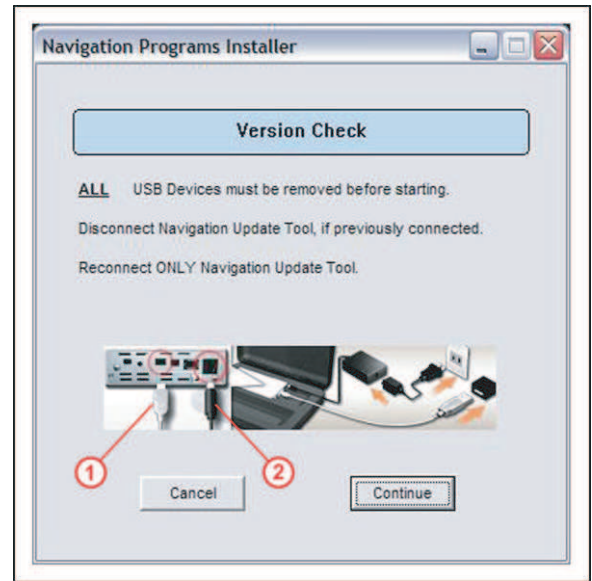 Navigation Programs Installer
Version Check
ALL USB Devices must be removed before starting.
Disconnect Navigation Update Tool, if previously connected.
Reconnect ONLY Navigation Update Tool.
1 2
Cancel Continue